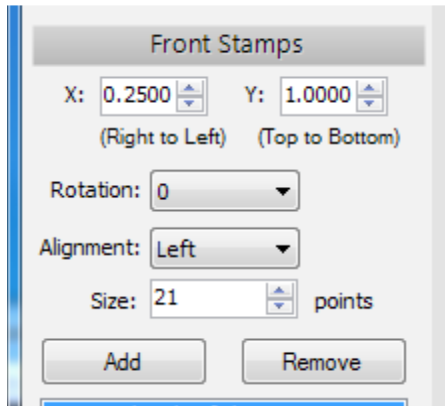 Front Stamps
X: 0.2500 Y: 1.0000
(Right to Left) (Top to Bottom)
Rotation: 0
Alignment: Left
Size: 21 points
Add Remove